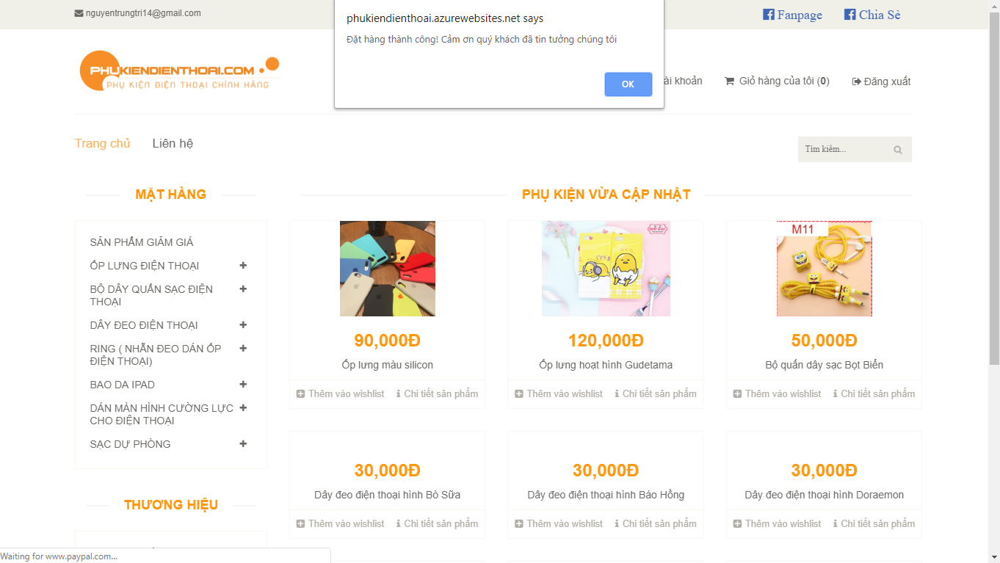 nguyentrungtri14@gmail.com
phukiendienthoai.azurewebsites.net says
Đặt hàng thành công! Cảm ơn quý khách đã tin tưởng chúng tôi
OK
Fanpage
Chia Sẻ
PHUKIENDIENTHOAI.COM
PHỤ KIỆN ĐIỆN THOẠI CHÍNH HÃNG
ài khoản
Giỏ hàng của tôi (0)
Đăng xuất
Trang chủ
Liên hệ
Tìm kiếm...
MẶT HÀNG
SẢN PHẨM GIẢM GIÁ
ỐP LƯNG ĐIỆN THOẠI
BỘ DÂY QUẤN SẠC ĐIỆN
THOẠI
DÂY ĐEO ĐIỆN THOẠI
RING ( NHẪN ĐEO DÁN ỐP
ĐIỆN THOẠI)
BAO DA IPAD
DÁN MÀN HÌNH CƯỜNG LỰC
CHO ĐIỆN THOẠI
SẠC DỰ PHÒNG
THƯƠNG HIỆU
PHỤ KIỆN VỪA CẬP NHẬT
90,000Đ
Ốp lưng màu silicon
Thêm vào wishlist
Chi tiết sản phẩm
120,000Đ
Ốp lưng hoạt hình Gudetama
Thêm vào wishlist
Chi tiết sản phẩm
M11
50,000Đ
Bộ quấn dây sạc Bọt Biển
Thêm vào wishlist
Chi tiết sản phẩm
30,000Đ
Dây đeo điện thoại hình Bò Sữa
Thêm vào wishlist
Chi tiết sản phẩm
30,000Đ
Dây đeo điện thoại hình Báo Hồng
Thêm vào wishlist
Chi tiết sản phẩm
30,000Đ
Dây đeo điện thoại hình Doraemon
Thêm vào wishlist
Chi tiết sản phẩm
Waiting for www.paypal.com...